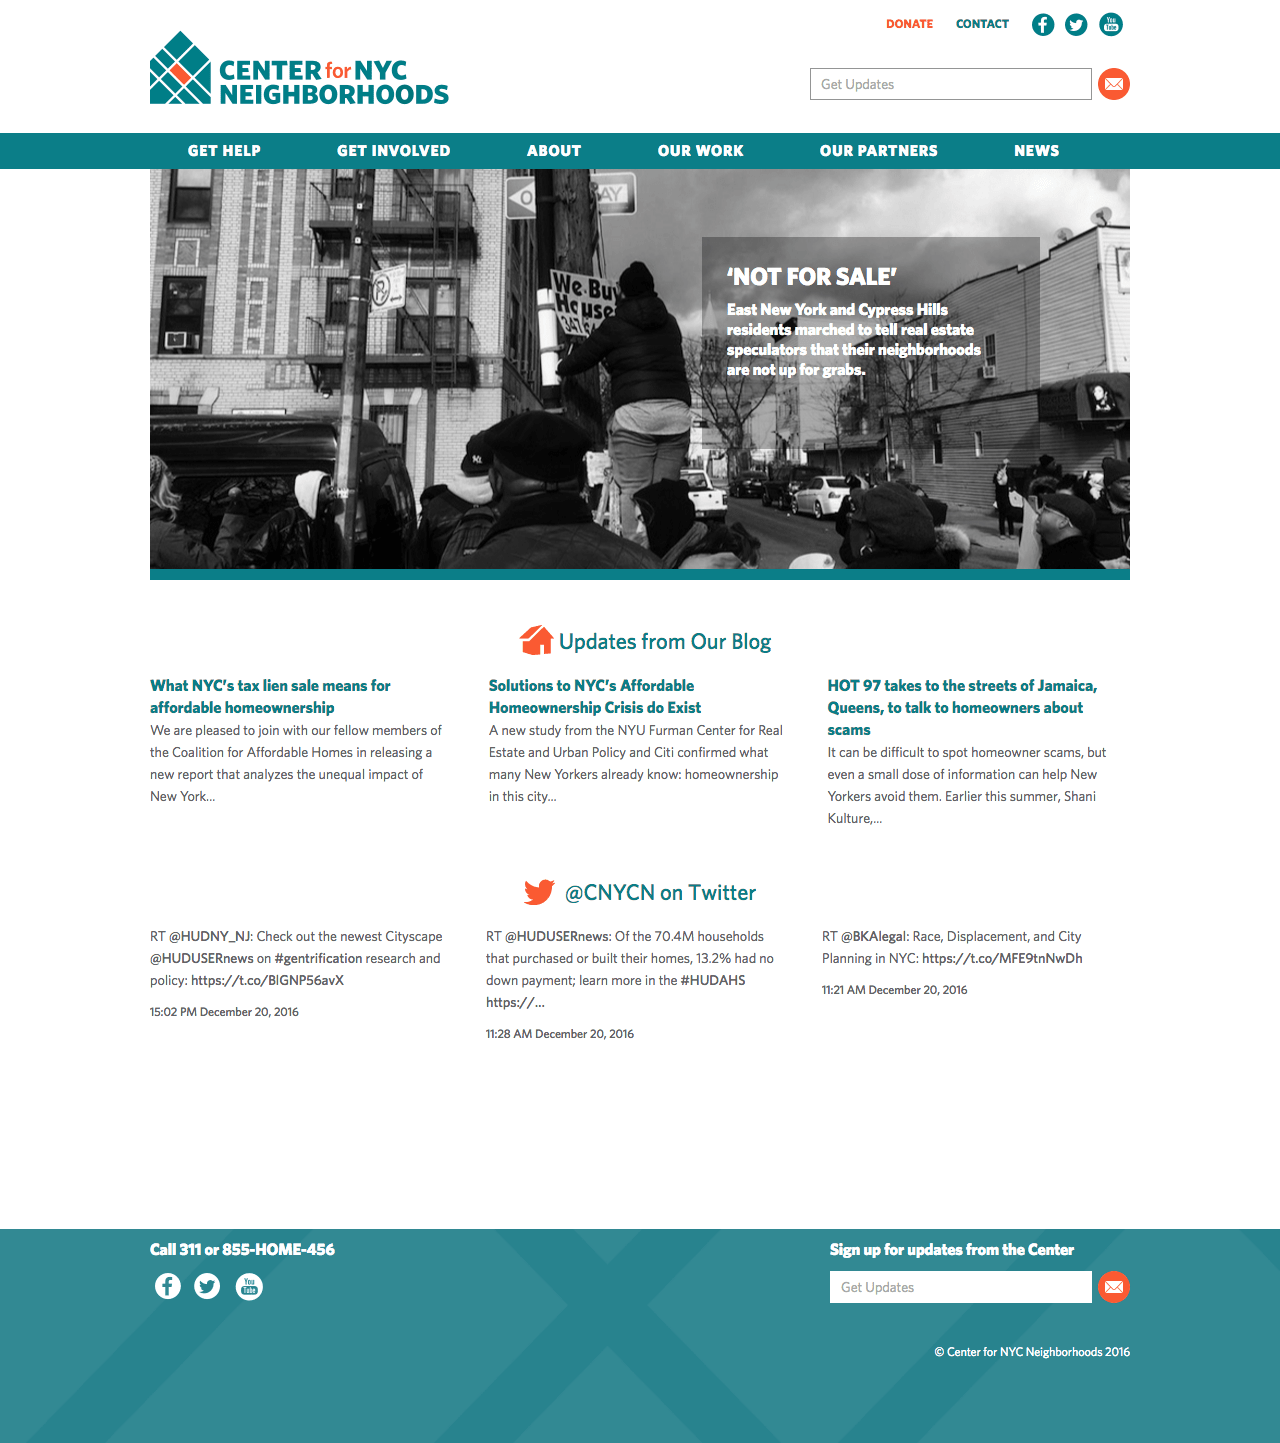 DONATE CONTACT
You Tube
CENTER for NYC
NEIGHBORHOODS
Get Updates
GET HELP GET INVOLVED ABOUT OUR WORK OUR PARTNERS NEWS
We Buy
House
347
‘NOT FOR SALE’
East New York and Cypress Hills
residents marched to tell real estate
speculators that their neighborhoods
are not up for grabs.
Updates from Our Blog
What NYC’s tax lien sale means for
affordable homeownership
We are pleased to join with our fellow members of
the Coalition for Affordable Homes in releasing a
new report that analyzes the unequal impact of
New York...
Solutions to NYC’s Affordable
Homeownership Crisis do Exist
A new study from the NYU Furman Center for Real
Estate and Urban Policy and Citi confirmed what
many New Yorkers already know: homeownership
in this city...
HOT 97 takes to the streets of Jamaica,
Queens, to talk to homeowners about
scams
It can be difficult to spot homeowner scams, but
even a small dose of information can help New
Yorkers avoid them. Earlier this summer, Shani
Kulture,...
@CNYCN on Twitter
RT @HUDNY_NJ: Check out the newest Cityscape
@HUDUSERnews on #gentrification research and
policy: https://t.co/BlGNP56avX
15:02 PM December 20, 2016
RT @HUDUSERnews: Of the 70.4M households
that purchased or built their homes, 13.2% had no
down payment; learn more in the #HUDAHS
https://…
11:28 AM December 20, 2016
RT @BKAlegal: Race, Displacement, and City
Planning in NYC: https://t.co/MFE9tnNwDh
11:21 AM December 20, 2016
Call 311 or 855-HOME-456
You Tube
Sign up for updates from the Center
Get Updates
© Center for NYC Neighborhoods 2016